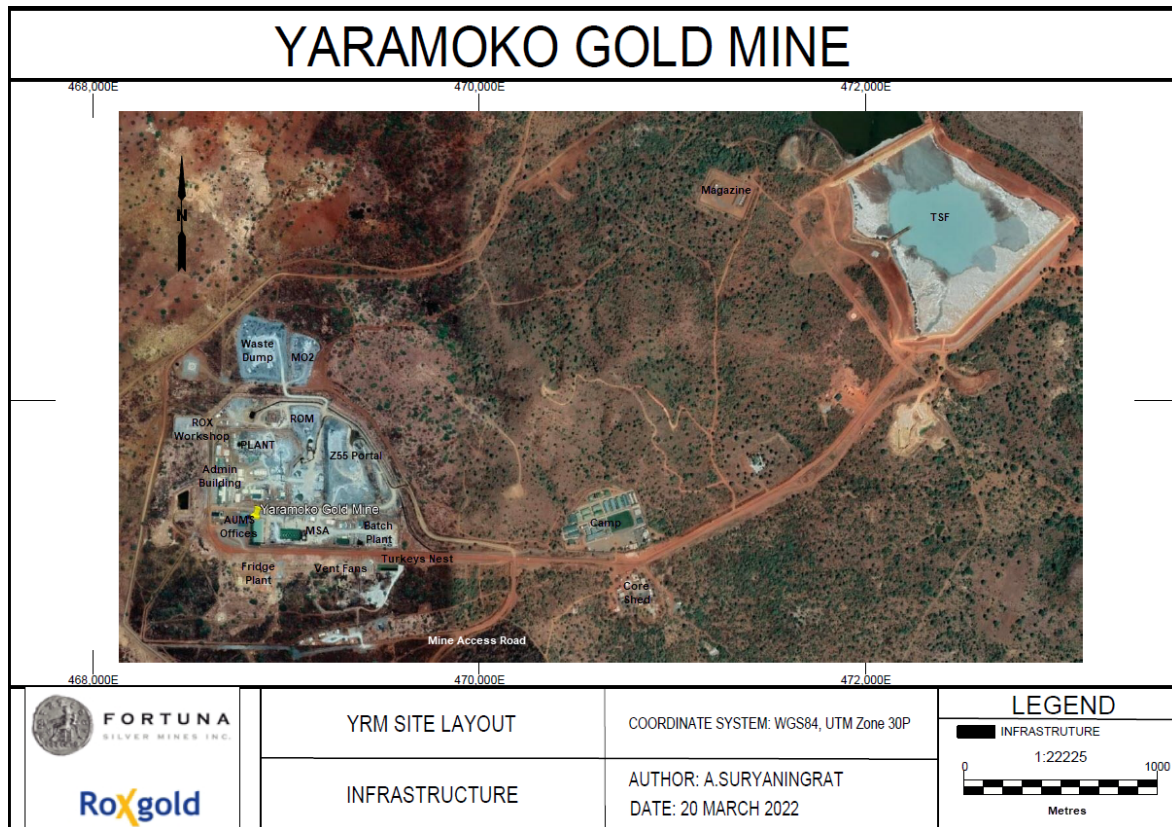 YARAMOKO GOLD MINE
468,000E
470,000E
472,000E
N
Magazine
TSF
Waste
Dump
MO2
ROX
Workshop
ROM
PLANT
Z55 Portal
Admin
Building
Yaramoko Gold Mine
AUMS
Offices
MSA
Batch
Plant
Camp
Turkeys Nest
Fridge
Plant
Vent Fans
Core
Shed
Mine Access Road
468,000E
470,000E
472,000E
FORTUNA
SILVER MINES INC.
Roxgold
YRM SITE LAYOUT
INFRASTRUCTURE
COORDINATE SYSTEM: WGS84, UTM Zone 30P
AUTHOR: A.SURYANINGRAT
DATE: 20 MARCH 2022
LEGEND
INFRASTRUTURE
1:22225
0
1000
Metres